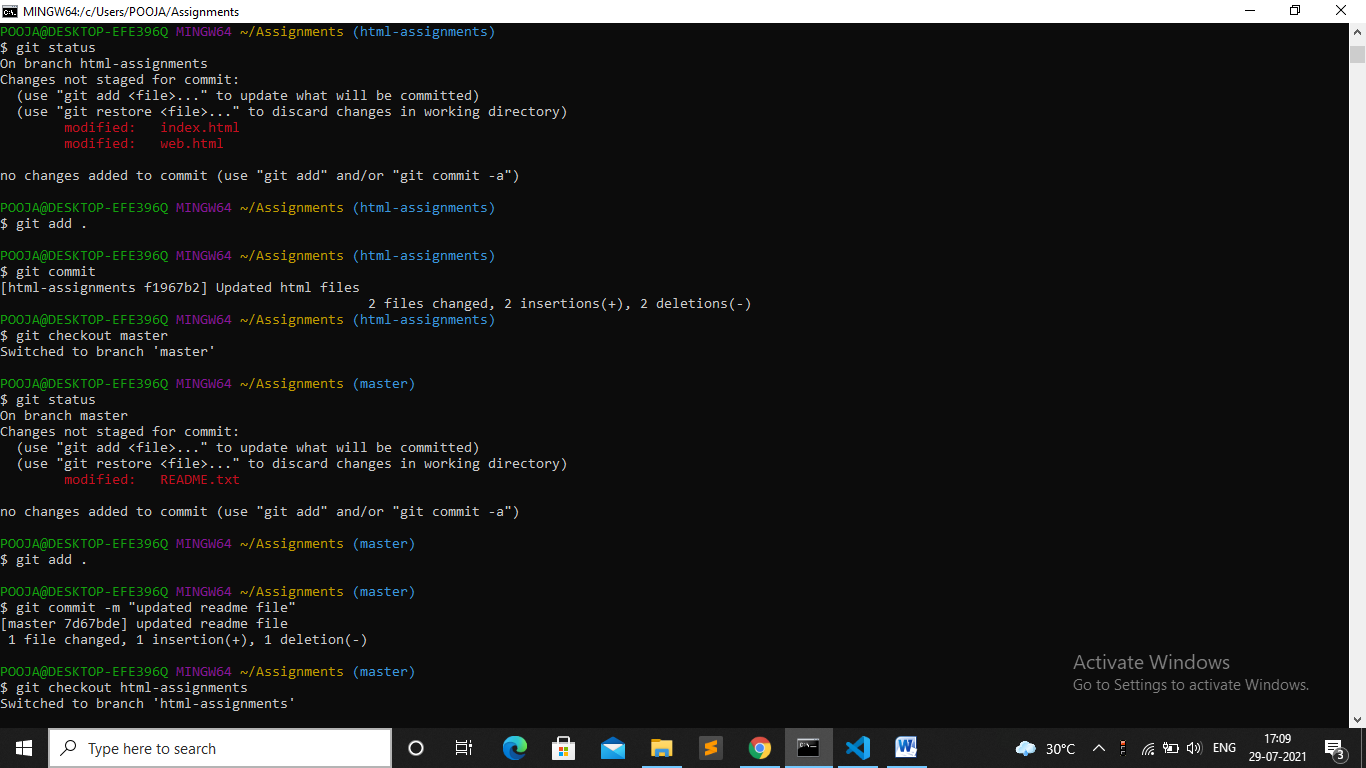 MINGW64:/c/Users/POOJA/Assignments
POOJA@DESKTOP-EFE396Q MINGW64 ~/Assignments (html-assignments)
$ git status
On branch html-assignments
Changes not staged for commit:
  (use "git add <file>..." to update what will be committed)
  (use "git restore <file>..." to discard changes in working directory)
        modified:   index.html
        modified:   web.html

no changes added to commit (use "git add" and/or "git commit -a")

POOJA@DESKTOP-EFE396Q MINGW64 ~/Assignments (html-assignments)
$ git add .

POOJA@DESKTOP-EFE396Q MINGW64 ~/Assignments (html-assignments)
$ git commit
[html-assignments f1967b2] Updated html files
                                              2 files changed, 2 insertions(+), 2 deletions(-)
POOJA@DESKTOP-EFE396Q MINGW64 ~/Assignments (html-assignments)
$ git checkout master
Switched to branch 'master'

POOJA@DESKTOP-EFE396Q MINGW64 ~/Assignments (master)
$ git status
On branch master
Changes not staged for commit:
  (use "git add <file>..." to update what will be committed)
  (use "git restore <file>..." to discard changes in working directory)
        modified:   README.txt

no changes added to commit (use "git add" and/or "git commit -a")

POOJA@DESKTOP-EFE396Q MINGW64 ~/Assignments (master)
$ git add .

POOJA@DESKTOP-EFE396Q MINGW64 ~/Assignments (master)
$ git commit -m "updated readme file"
[master 7d67bde] updated readme file
 1 file changed, 1 insertion(+), 1 deletion(-)

POOJA@DESKTOP-EFE396Q MINGW64 ~/Assignments (master)
$ git checkout html-assignments
Switched to branch 'html-assignments'
Activate Windows
Go to Settings to activate Windows.
Type here to search
30°C
ENG
17:09
29-07-2021
3